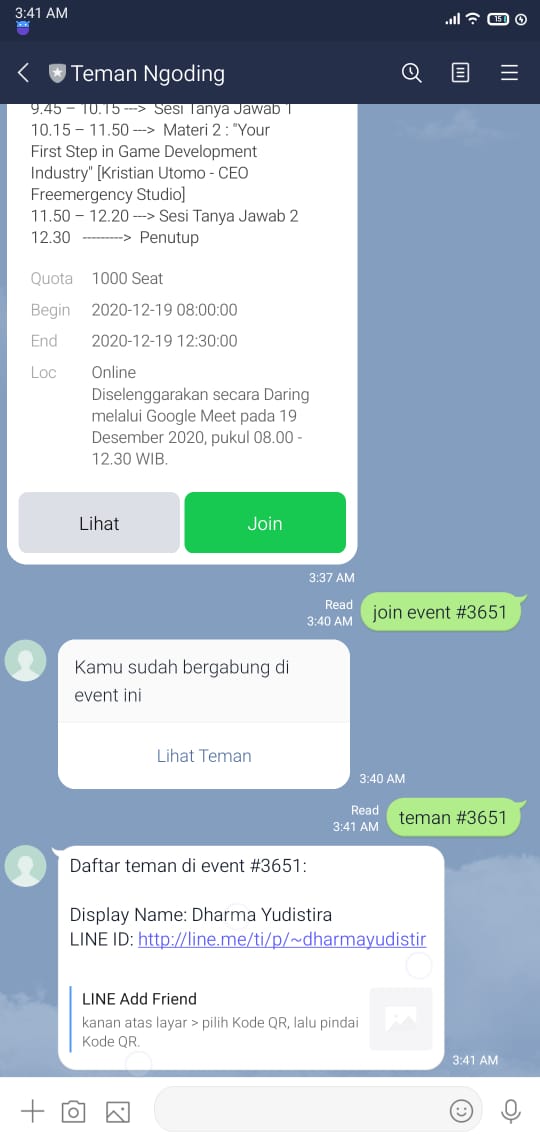 3:41 AM
15
Teman Ngoding
9.45 – 10.15 ---> Sesi Tanya Jawab 1
10.15 – 11.50 ---> Materi 2 : "Your
First Step in Game Development
Industry" [Kristian Utomo - CEO
Freemergency Studio]
11.50 – 12.20 ---> Sesi Tanya Jawab 2
12.30 ---------> Penutup
Quota 1000 Seat
Begin 2020-12-19 08:00:00
End 2020-12-19 12:30:00
Loc Online
Diselenggarakan secara Daring
melalui Google Meet pada 19
Desember 2020, pukul 08.00 -
12.30 WIB.
Lihat Join
3:37 AM
Read
3:40 AM
join event #3651
Kamu sudah bergabung di
event ini
Lihat Teman
3:40 AM
Read
3:41 AM
teman #3651
Daftar teman di event #3651:
Display Name: Dharma Yudistira
LINE ID: http://line.me/ti/p/~dharmayudistir
LINE Add Friend
kanan atas layar > pilih Kode QR, lalu pindai
Kode QR.
3:41 AM